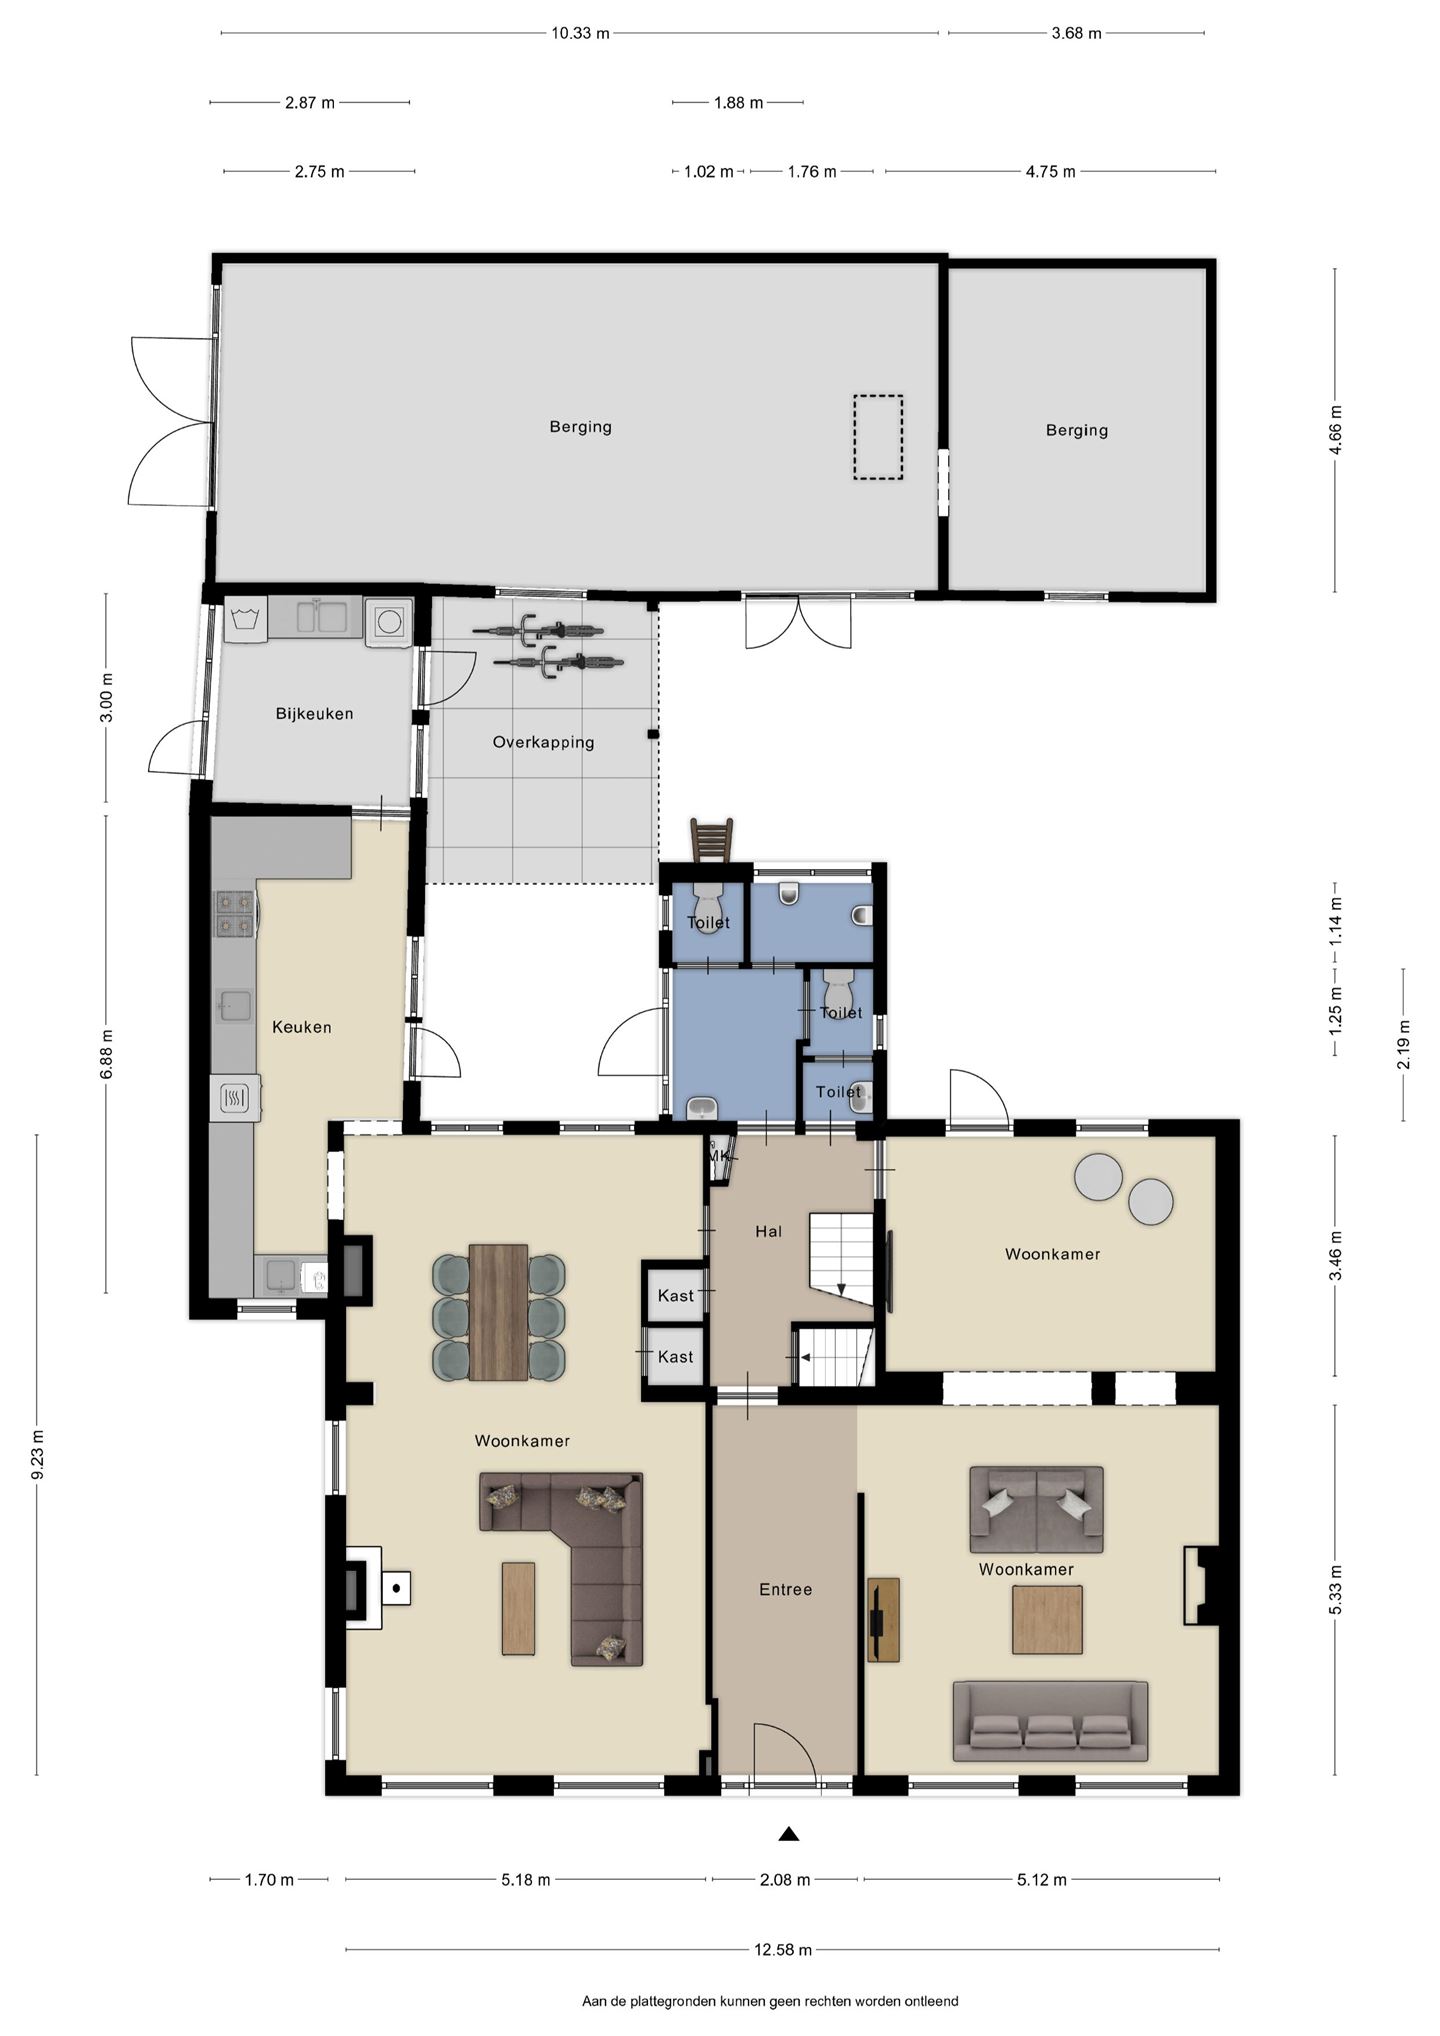 10.33 m
3.68 m
2.87 m
1.88 m
2.75 m
1.02 m
1.76 m
4.75 m
Berging
Berging
4.66 m
3.00 m
Bijkeuken
Overkapping
Toilet
1.14 m
Toilet
1.25 m
2.19 m
Keuken
6.88 m
Toilet
MK
Hal
Woonkamer
3.46 m
Kast
Kast
9.23 m
Woonkamer
Woonkamer
Entree
5.33 m
1.70 m
5.18 m
2.08 m
5.12 m
12.58 m
Aan de plattegronden kunnen geen rechten worden ontleend